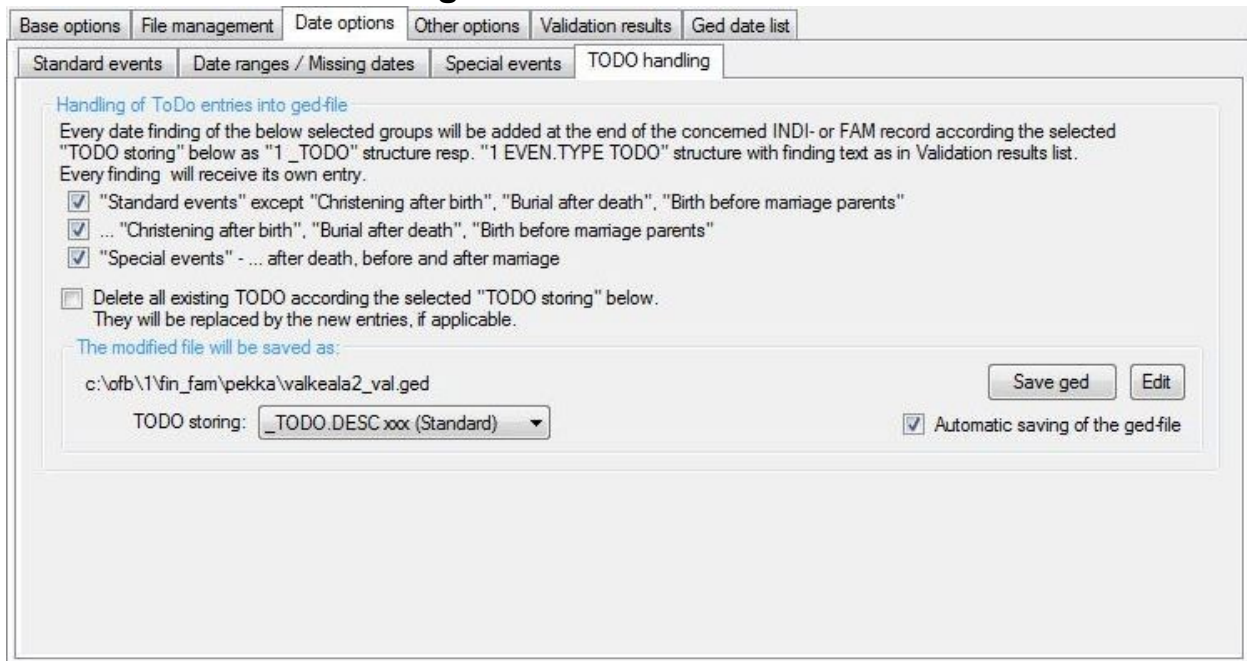 Base options File management Date options Other options Validation results Ged date list
Standard events Date ranges / Missing dates Special events TODO handling
Handling of ToDo entries into ged-file
Every date finding of the below selected groups will be added at the end of the concerned INDI- or FAM record according the selected
"TODO storing" below as "1 _TODO" structure resp. "1 EVEN.TYPE TODO" structure with finding text as in Validation results list.
Every finding will receive its own entry.
"Standard events" except "Christening after birth", "Burial after death", "Birth before marriage parents"
... "Christening after birth", "Burial after death", "Birth before marriage parents"
"Special events" - ... after death, before and after marriage
Delete all existing TODO according the selected "TODO storing" below.
They will be replaced by the new entries, if applicable.
The modified file will be saved as:
c:\ofb\1\fin_fam\pekka\valkeala2_val.ged
Save ged Edit
TODO storing: _TODO.DESC xxx (Standard)
Automatic saving of the ged-file